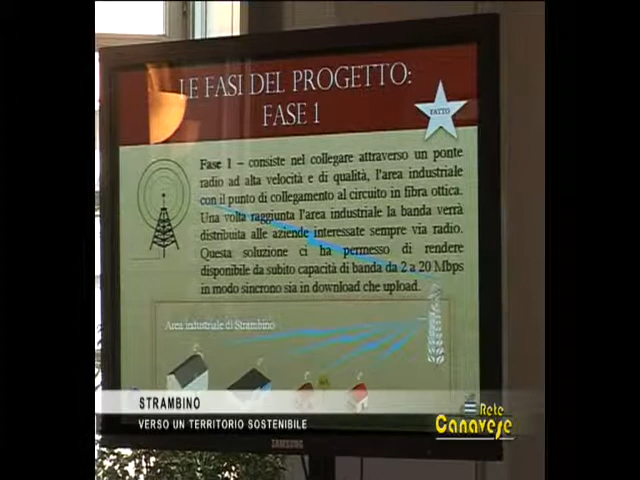 LE FASI DEL PROGETTO:
FASE 1
FATTO
Fase 1 – consiste nel collegare attraverso un ponte
radio ad alta velocità e di qualità, l'area industriale
con il punto di collegamento al circuito in fibra ottica.
Una volta raggiunta l'area industriale la banda verrà
distribuita alle aziende interessate sempre via radio.
Questa soluzione ci ha permesso di rendere
disponibile da subito capacità di banda da 2 a 20 Mbps
in modo sincrono sia in download che upload.
Area industriale di Strambino
STRAMBINO
VERSO UN TERRITORIO SOSTENIBILE
Rete
Canavese
SAMSUNG